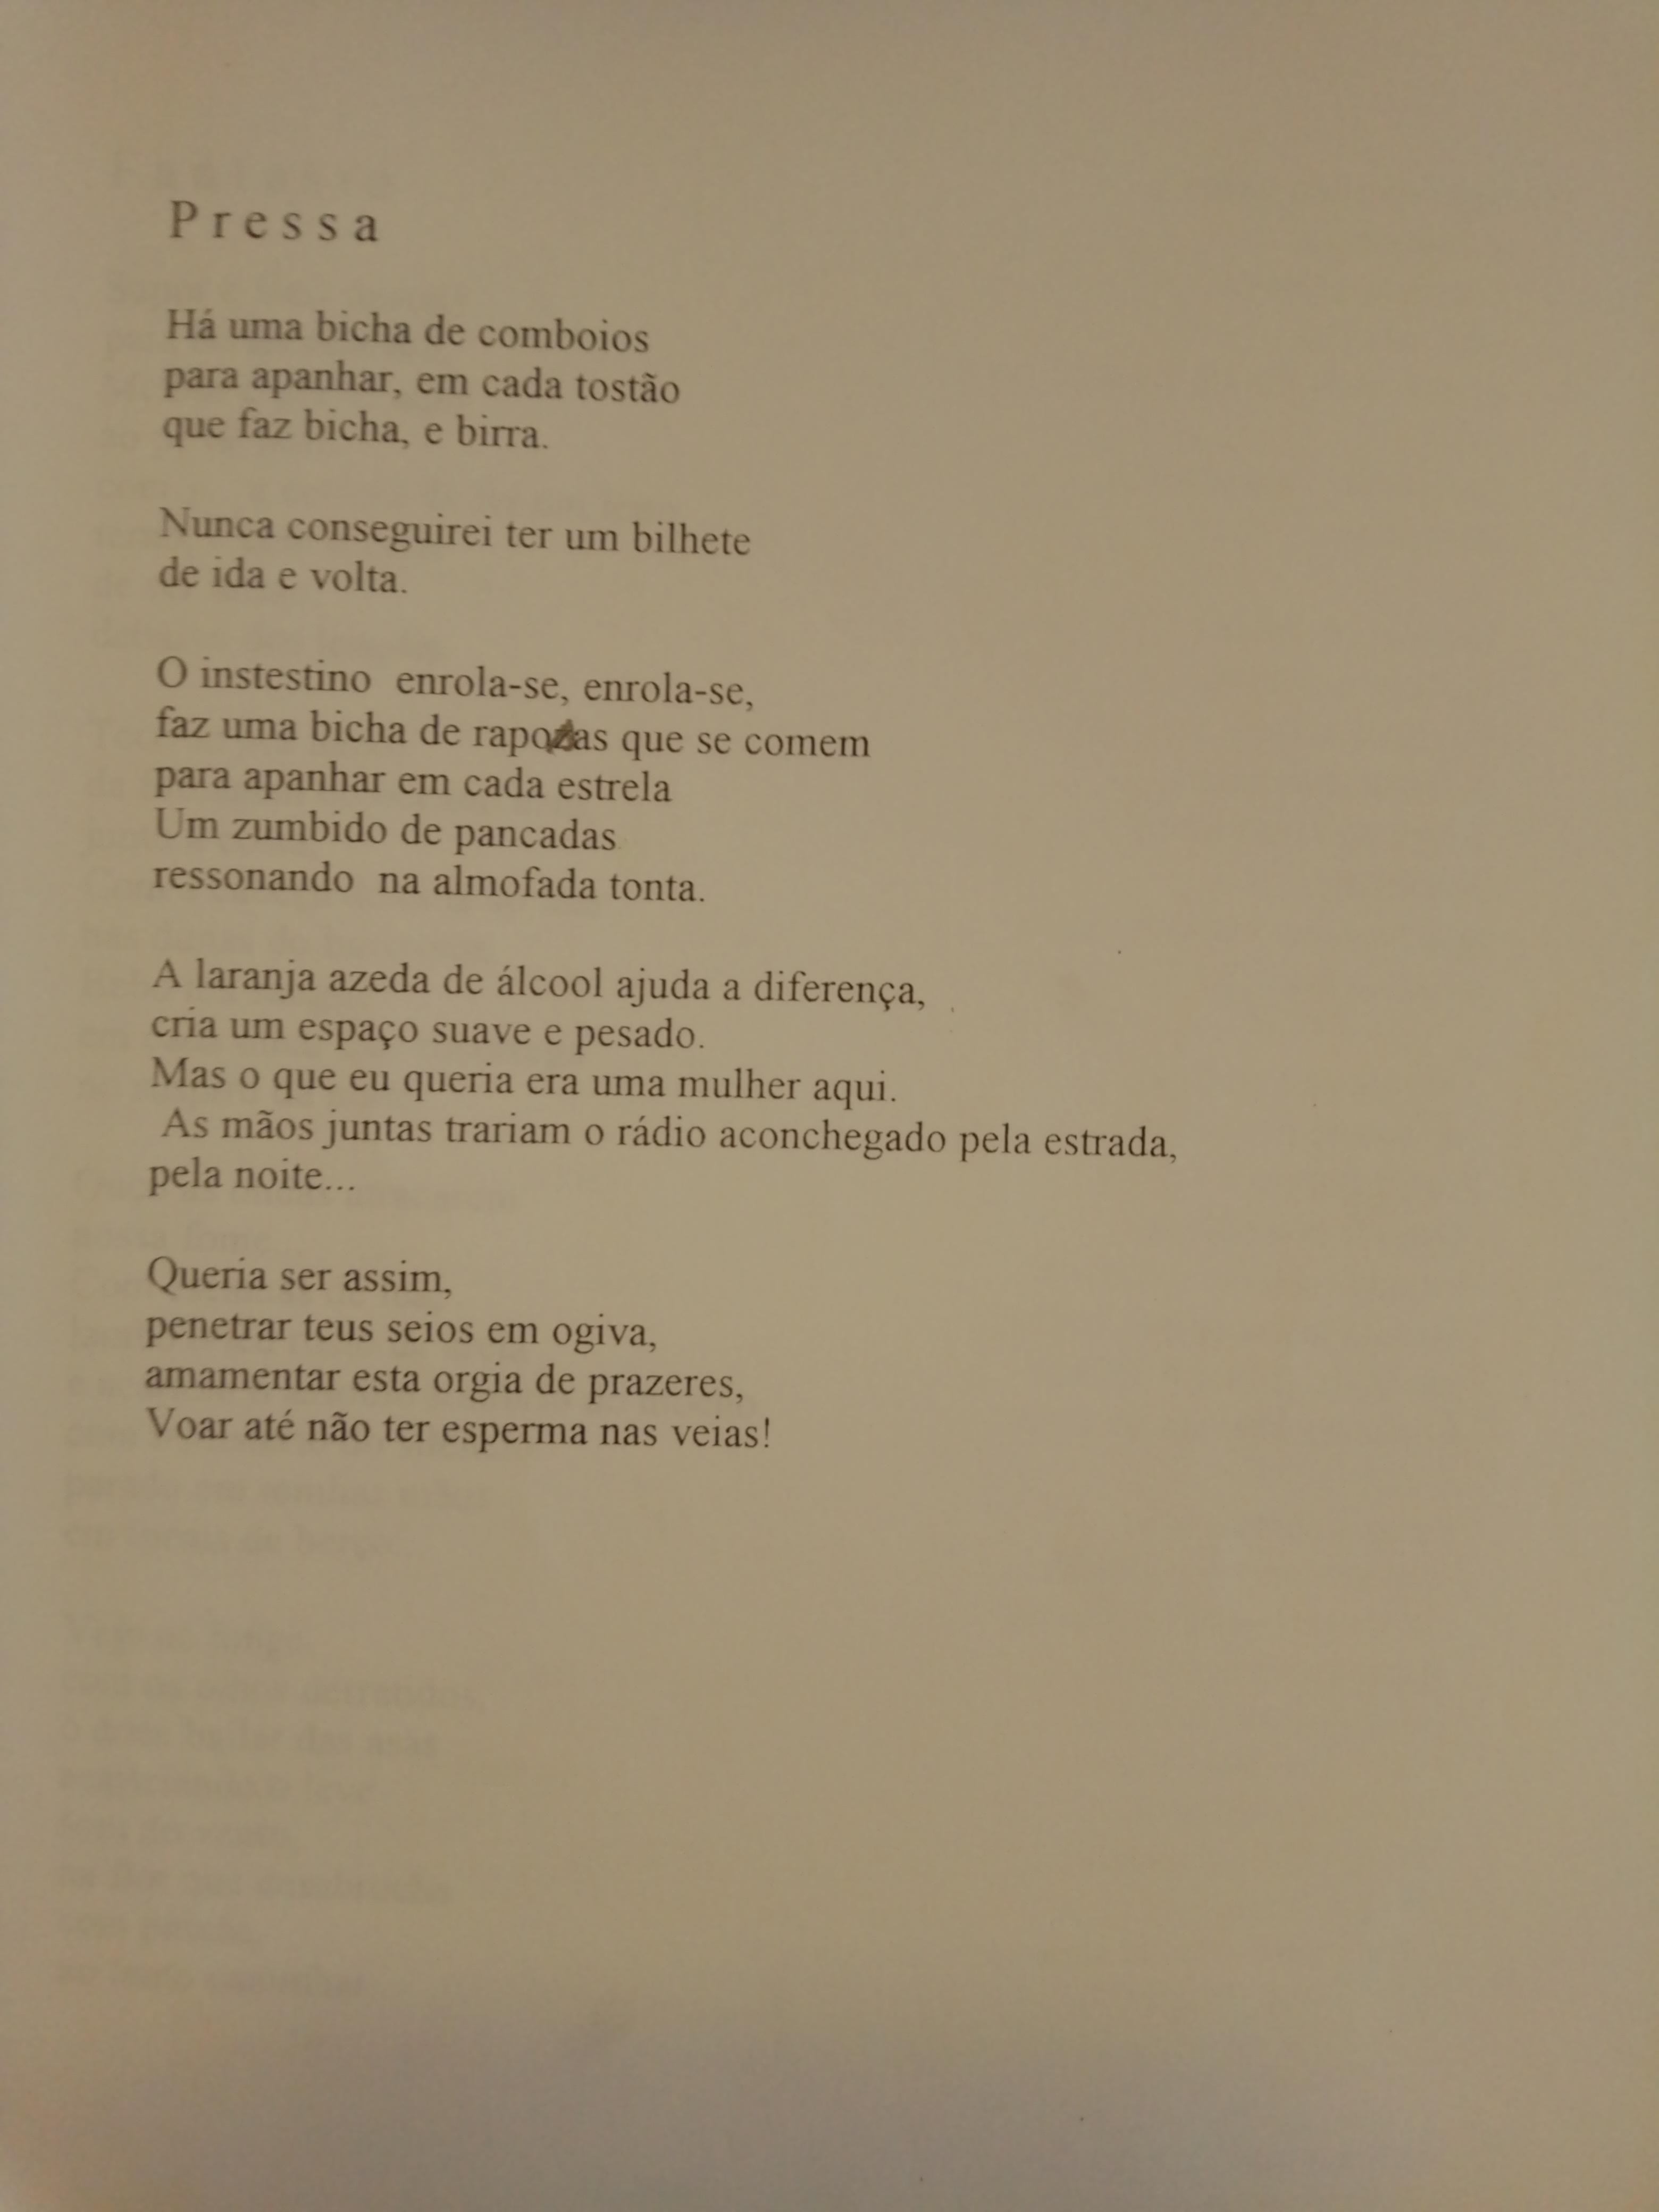 Pressa
Há uma bicha de comboios
para apanhar, em cada tostão
que faz bicha, e birra.
Nunca conseguirei ter um bilhete
de ida e volta.
O instestino enrola-se, enrola-se,
faz uma bicha de raposas que se comem
para apanhar em cada estrela
Um zumbido de pancadas
ressonando na almofada tonta.
A laranja azeda de álcool ajuda a diferença,
cria um espaço suave e pesado.
Mas o que eu queria era uma mulher aqui.
As mãos juntas trariam o rádio aconchegado pela estrada,
pela noite...
Queria ser assim,
penetrar teus seios em ogiva,
amamentar esta orgia de prazeres,
Voar até não ter esperma nas veias!